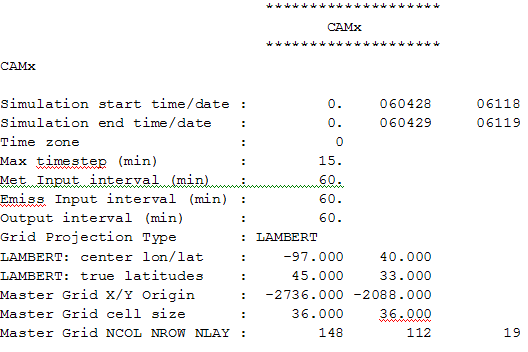 ********************
CAMx
********************
CAMx
Simulation start time/date : 0. 060428 06118
Simulation end time/date : 0. 060429 06119
Time zone : 0
Max timestep (min) : 15.
Met Input interval (min) : 60.
Emiss Input interval (min) : 60.
Output interval (min) : 60.
Grid Projection Type : LAMBERT
LAMBERT: center lon/lat : -97.000 40.000
LAMBERT: true latitudes : 45.000 33.000
Master Grid X/Y Origin : -2736.000 -2088.000
Master Grid cell size : 36.000 36.000
Master Grid NCOL NROW NLAY : 148 112 19